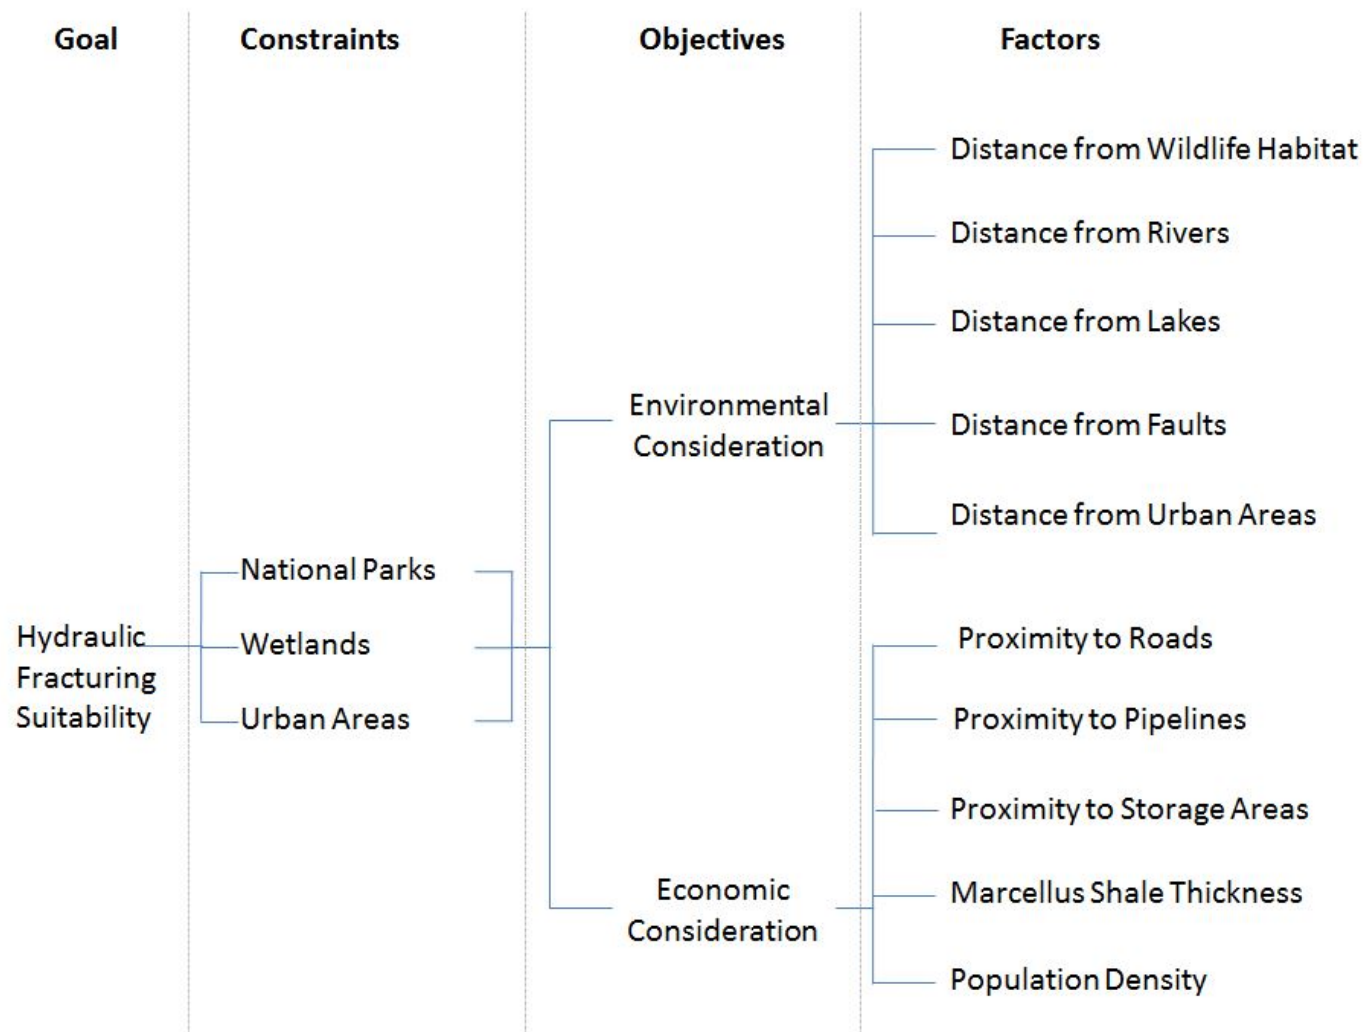 Goal
Constraints
Objectives
Factors
Hydraulic
Fracturing
Suitability
National Parks
Wetlands
Urban Areas
Environmental
Consideration
Economic
Consideration
Distance from Wildlife Habitat
Distance from Rivers
Distance from Lakes
Distance from Faults
Distance from Urban Areas
Proximity to Roads
Proximity to Pipelines
Proximity to Storage Areas
Marcellus Shale Thickness
Population Density